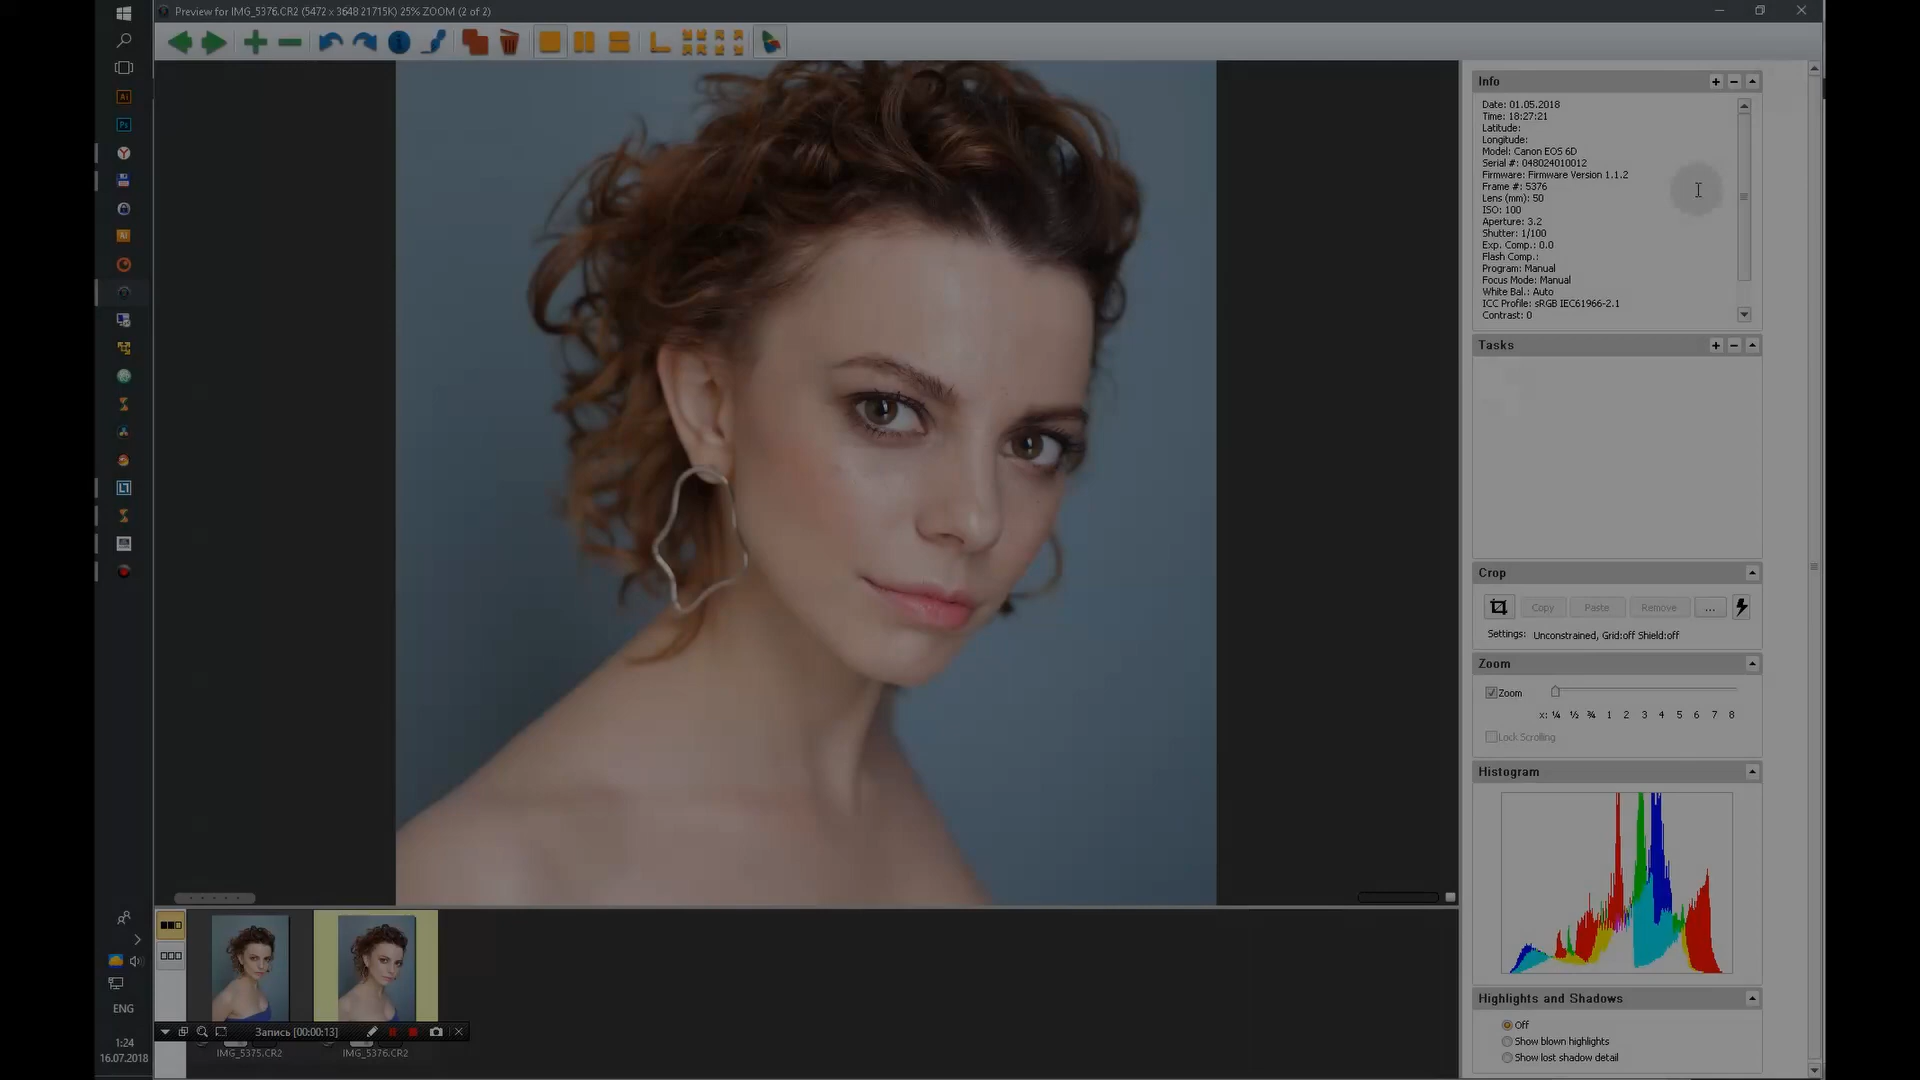 Preview for IMG_5376.CR2 (5472 x 3648 21715K) 25% ZOOM (2 of 2)
Info
Date: 01.05.2018
Time: 18:27:21
Latitude:
Longitude:
Model: Canon EOS 6D
Serial #: 048024010012
Firmware: Firmware Version 1.1.2
Frame #: 5376
Lens (mm): 50
ISO: 100
Aperture: 3.2
Shutter: 1/100
Exp. Comp.: 0.0
Flash Comp.:
Program: Manual
Focus Mode: Manual
White Bal.: Auto
ICC Profile: sRGB IEC61966-2.1
Contrast: 0
Tasks
Crop
Copy Paste Remove ...
Settings: Unconstrained, Grid:off Shield:off
Zoom
Zoom
x: ¼ ½ ¾ 1 2 3 4 5 6 7 8
Lock Scrolling
Histogram
Highlights and Shadows
Off
Show blown highlights
Show lost shadow detail
Ai
Ps
Запись [00:00:13]
IMG_5375.CR2 IMG_5376.CR2
ENG
1:24
16.07.2018